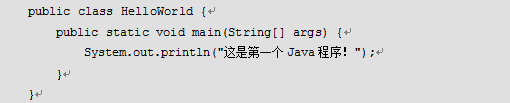 public class HelloWorld {
public static void main(String[] args) {
System.out.println("这是第一个 Java 程序！");
}
}